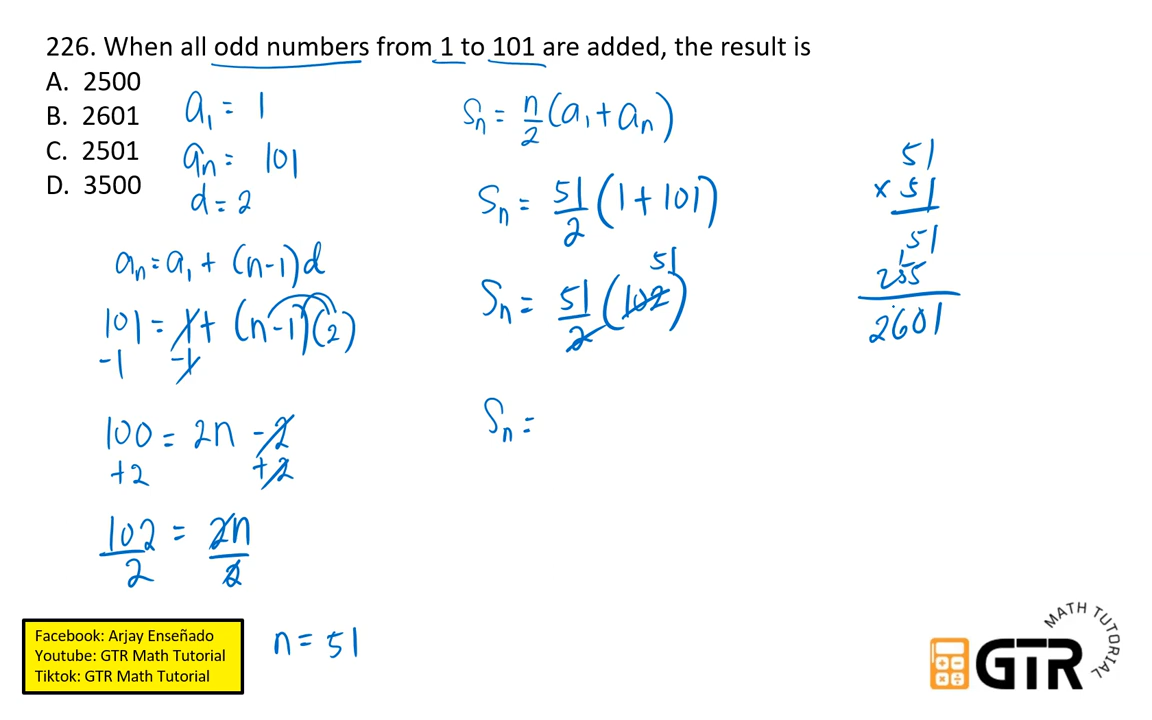 226. When all odd numbers from 1 to 101 are added, the result is
A. 2500
B. 2601
C. 2501
D. 3500
a₁ = 1
aₙ = 101
d = 2
aₙ = a₁ + (n-1)d
101 = 1 + (n-1)(2)
-1 -1
100 = 2n - 2
+2 +2
102/2 = 2n/2
n = 51
Sₙ = n/2 (a₁ + aₙ)
Sₙ = 51/2 (1 + 101)
51
Sₙ = 51/2 (102)
Sₙ =
51
x 51
51
1
255
2601
Facebook: Arjay Enseñado
Youtube: GTR Math Tutorial
Tiktok: GTR Math Tutorial
MATH TUTORIAL
GTR